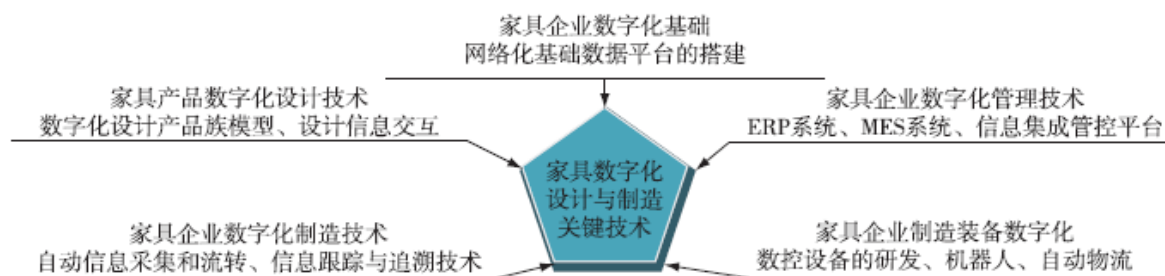 家具企业数字化基础
网络化基础数据平台的搭建
家具产品数字化设计技术
数字化设计产品族模型、设计信息交互
家具企业数字化管理技术
ERP系统、MES系统、信息集成管控平台
家具数字化
设计与制造
关键技术
家具企业数字化制造技术
自动信息采集和流转、信息跟踪与追溯技术
家具企业制造装备数字化
数控设备的研发、机器人、自动物流